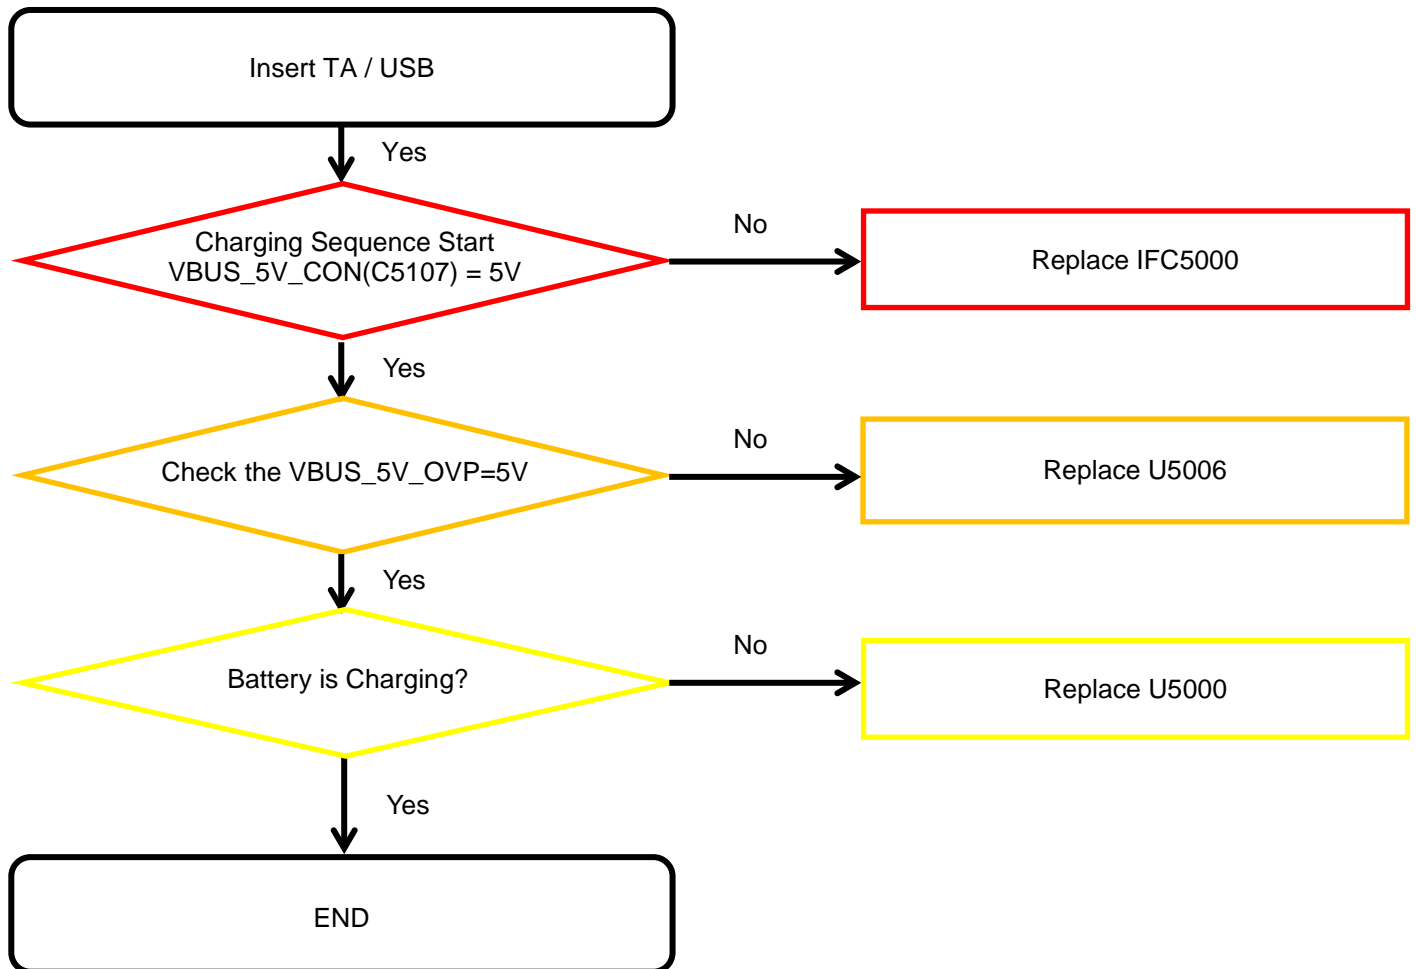 Insert TA / USB
Yes
Charging Sequence Start
VBUS_5V_CON(C5107) = 5V
No
Replace IFC5000
Yes
Check the VBUS_5V_OVP=5V
No
Replace U5006
Yes
Battery is Charging?
No
Replace U5000
Yes
END